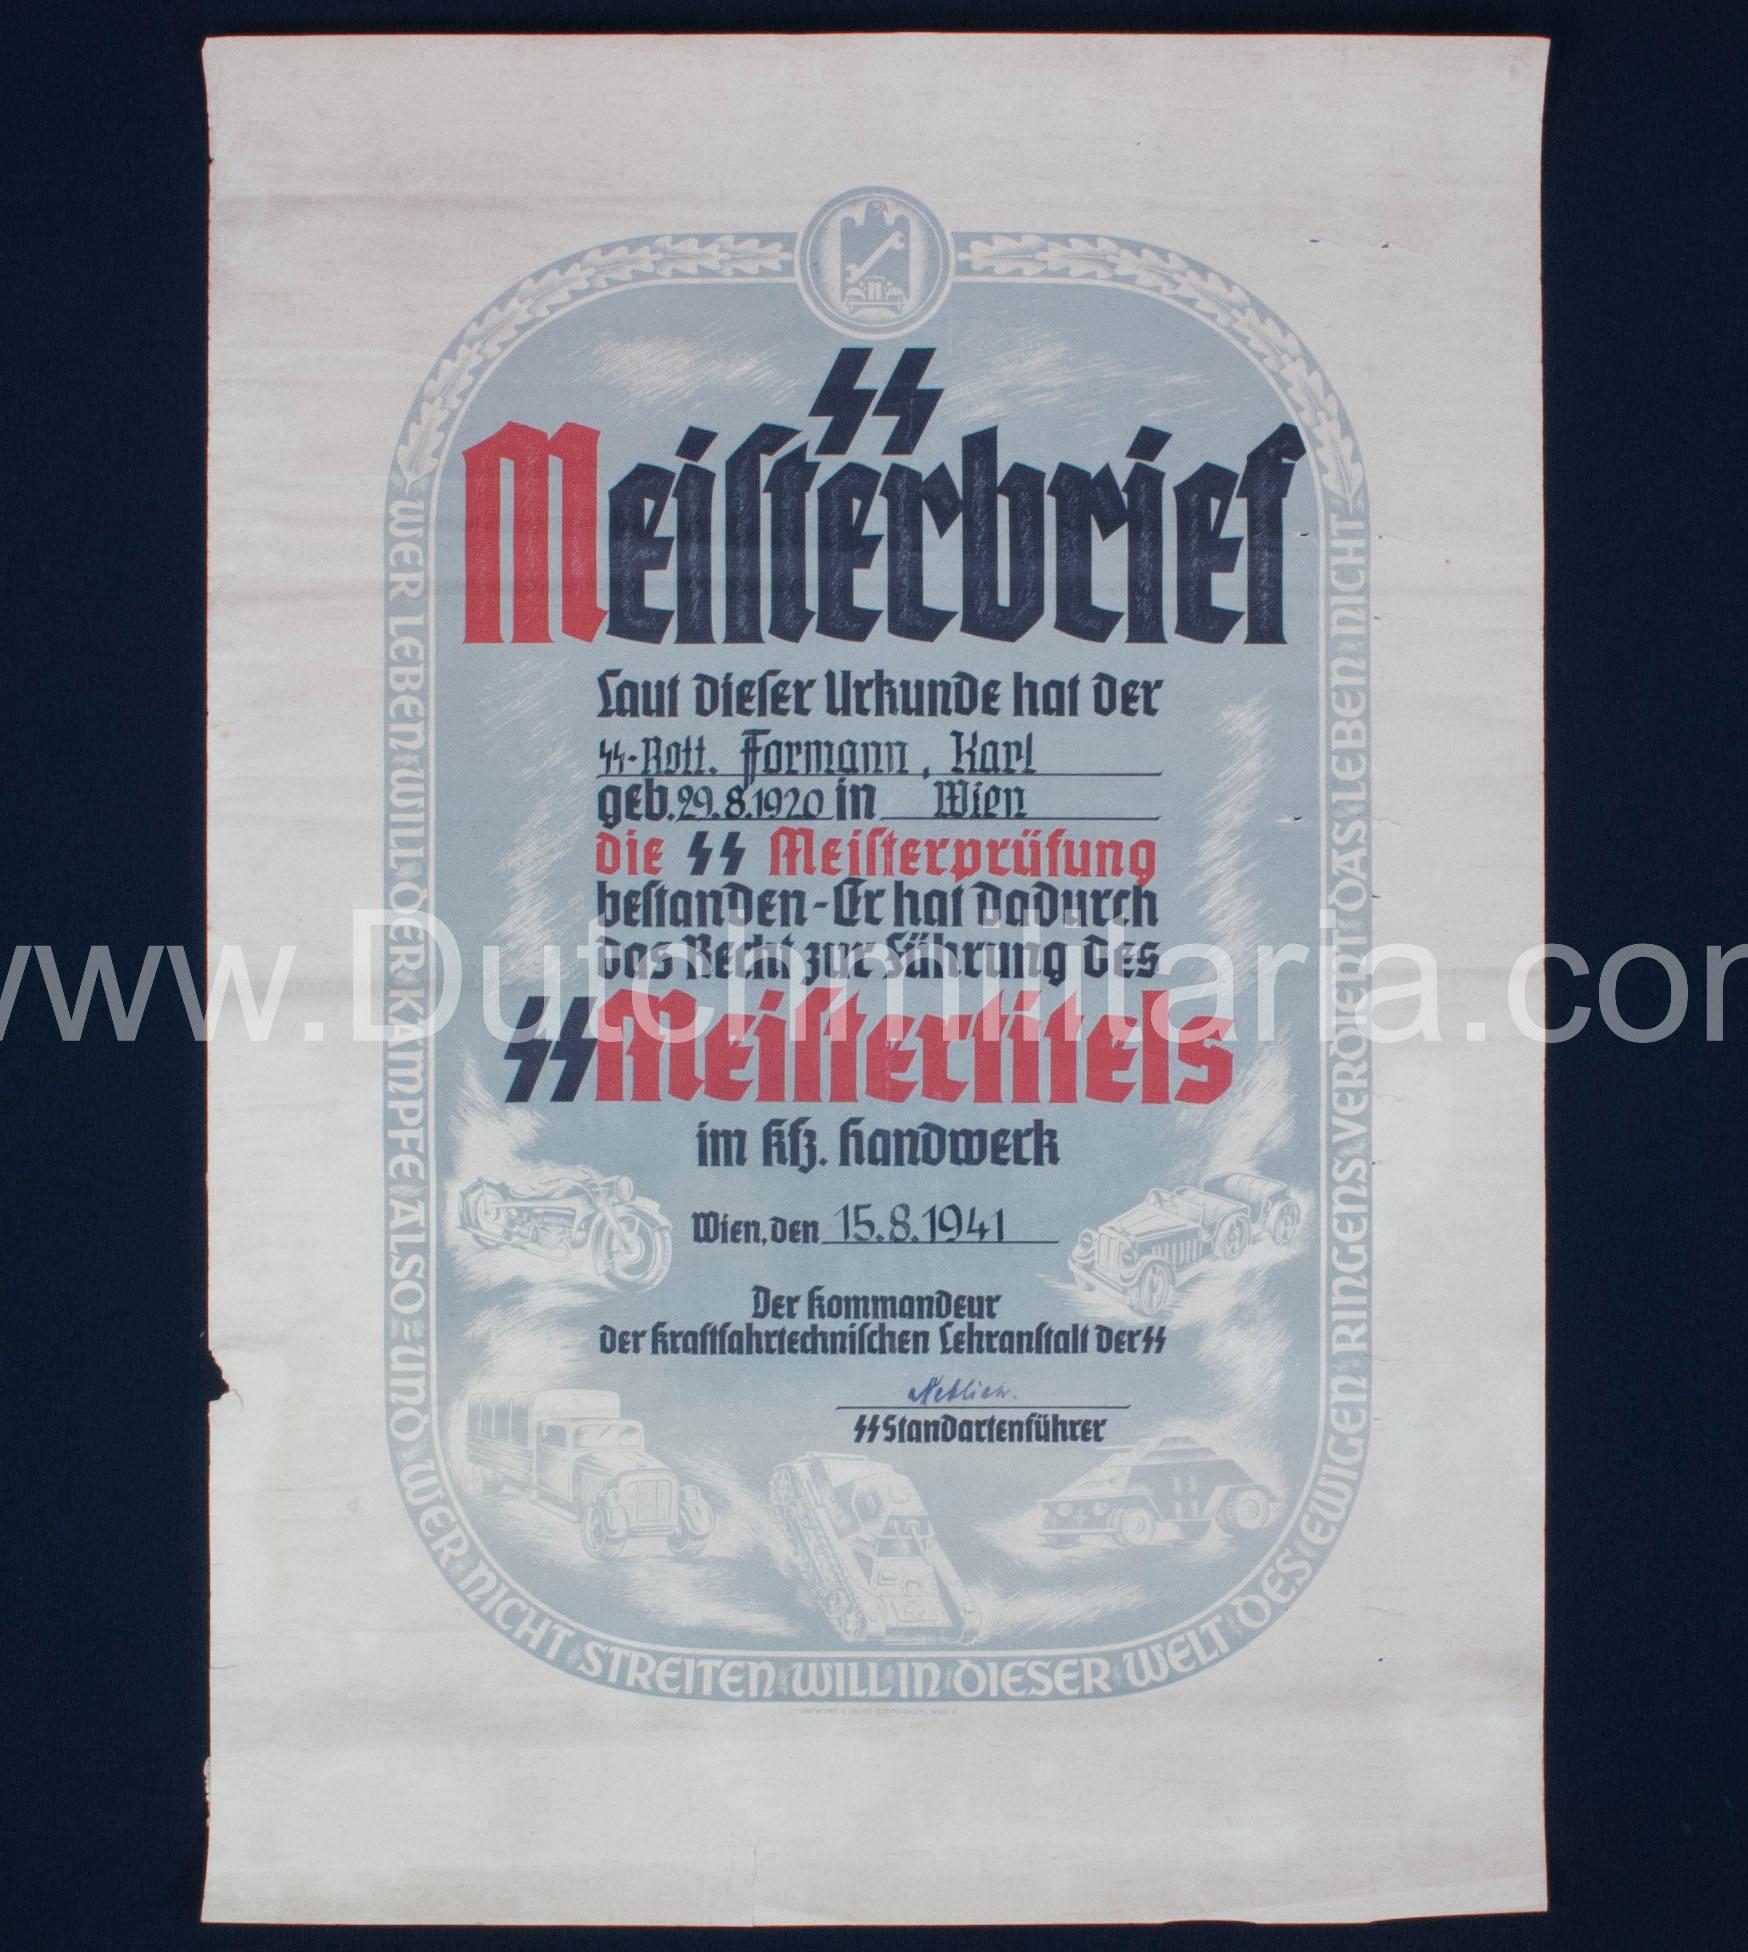 SS
Meisterbrief
Laut dieser Urkunde hat der
SS-Rott. Formann, Karl
geb. 29.8.1920 in Wien
die SS Meisterprüfung
bestanden - Er hat dadurch
das Recht zur Führung des
SS Meistertitels
im Kfz. Handwerk
Wien, den 15.8.1941
Der Kommandeur
der Kraftfahrtechnischen Lehranstalt der SS
SS Standartenführer
WER LEBEN WILL DER KÄMPFE ALSO = UND WER NICHT STREITEN WILL IN DIESER WELT DES EWIGEN RINGENS VERDIENT DAS LEBEN NICHT
www.Dutchmilitaria.com